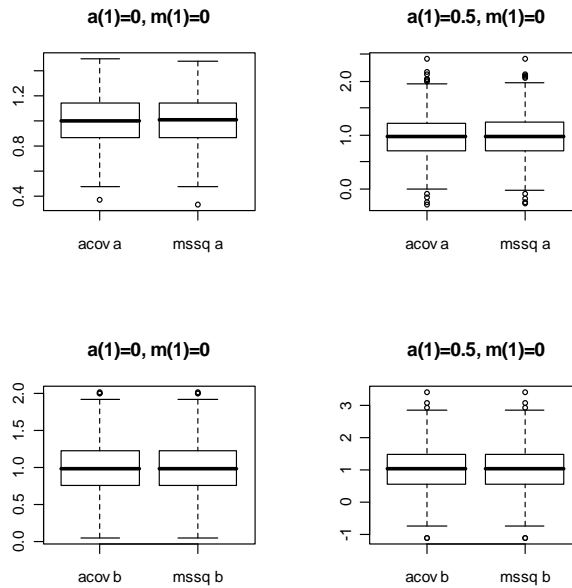 a(1)=0, m(1)=0
1.2
0.8
0.4
acov a
mssq a
a(1)=0.5, m(1)=0
2.0
1.0
0.0
acov a
mssq a
a(1)=0, m(1)=0
2.0
1.5
1.0
0.5
0.0
acov b
mssq b
a(1)=0.5, m(1)=0
3
2
1
0
-1
acov b
mssq b